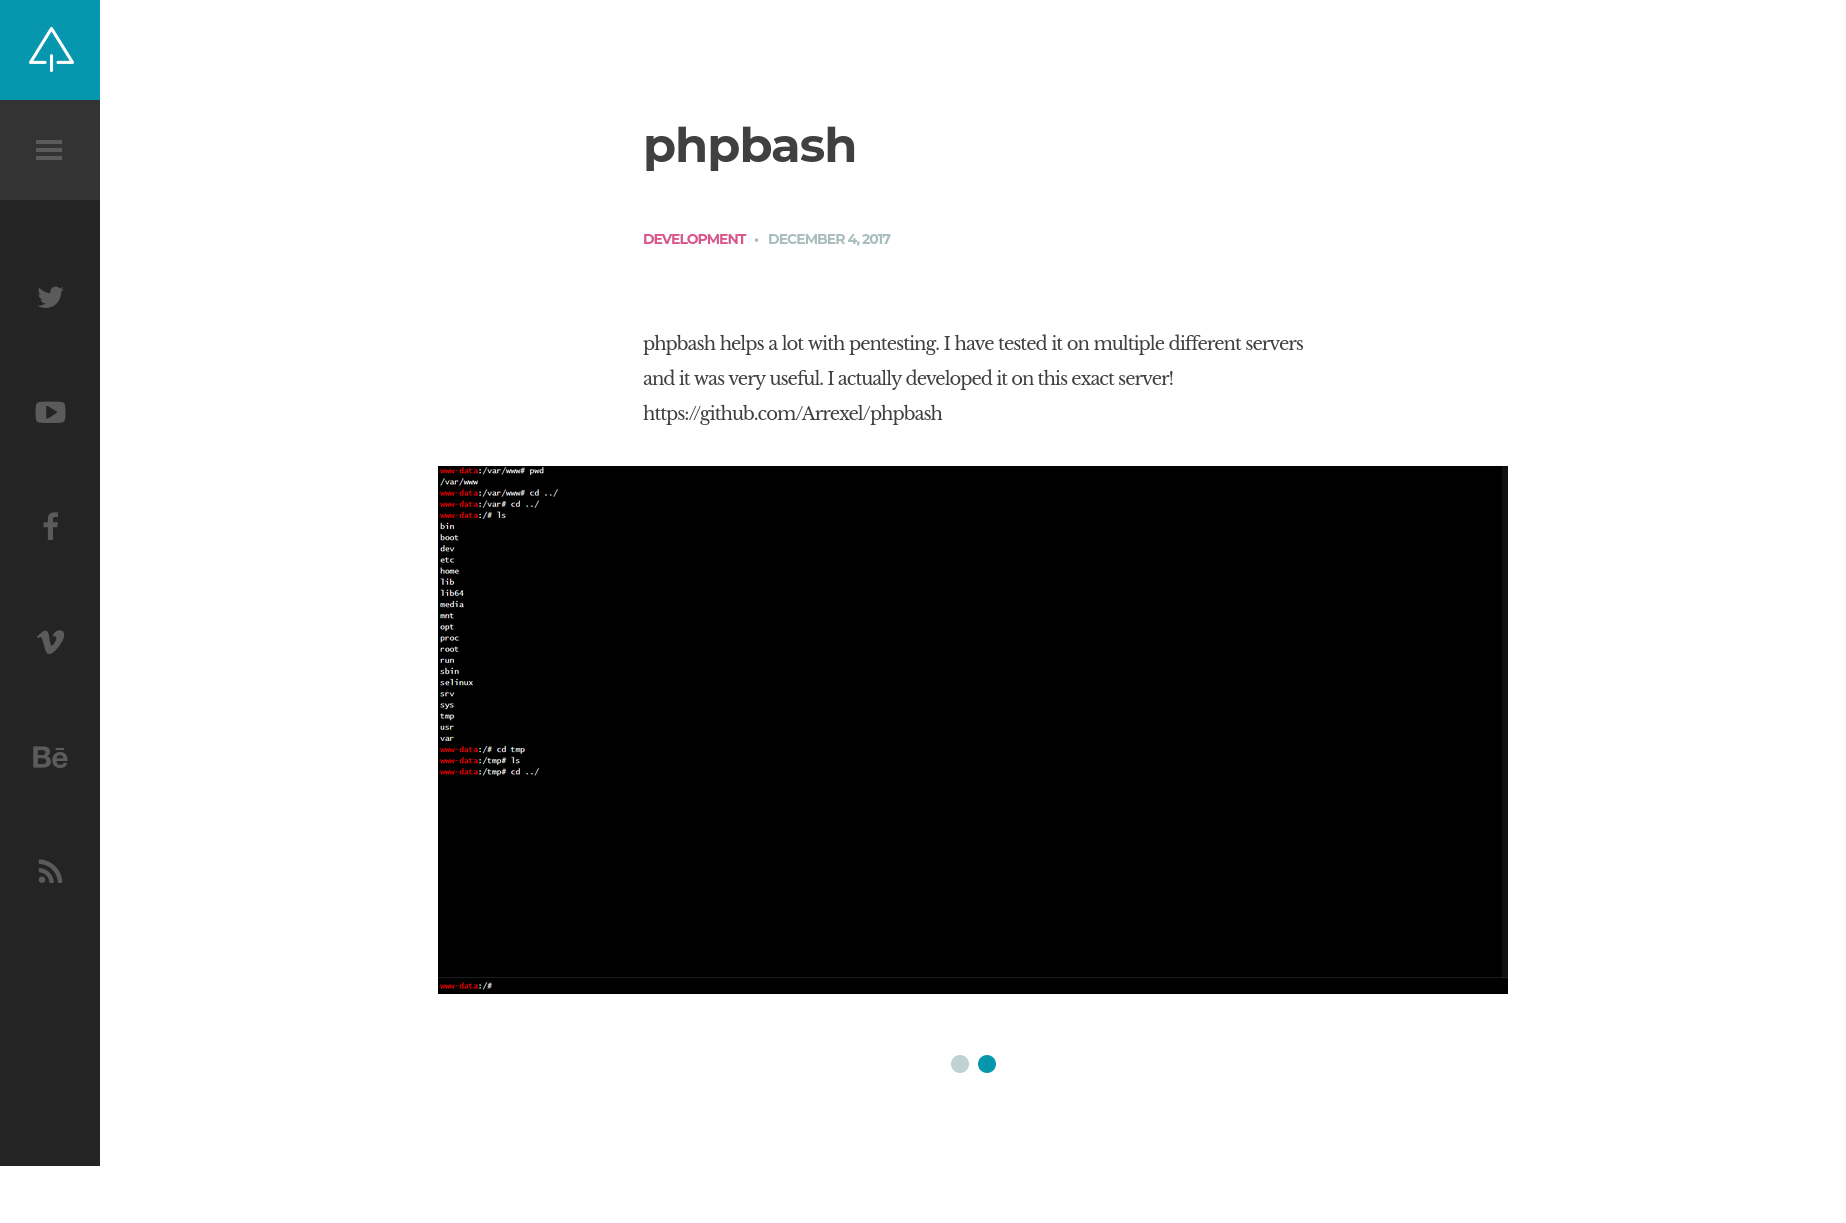 phpbash
DEVELOPMENT • DECEMBER 4, 2017
phpbash helps a lot with pentesting. I have tested it on multiple different servers
and it was very useful. I actually developed it on this exact server!
https://github.com/Arrexel/phpbash
www-data:/var/www# pwd
/var/www
www-data:/var/www# cd ../
www-data:/var# cd ../
www-data:/# ls
bin
boot
dev
etc
home
lib
lib64
media
mnt
opt
proc
root
run
sbin
selinux
srv
sys
tmp
usr
var
www-data:/# cd tmp
www-data:/tmp# ls
www-data:/tmp# cd ../
www-data:/#
Bē